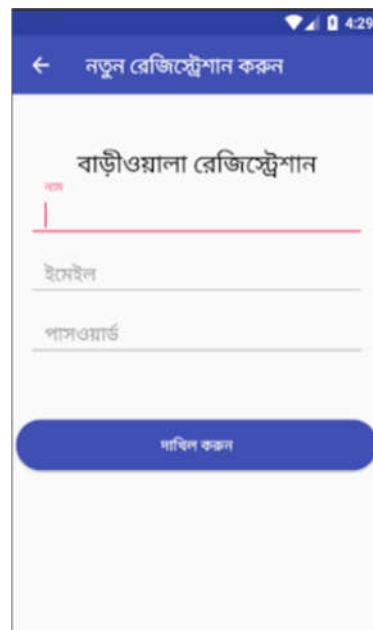 4:29
নতুন রেজিস্ট্রেশান করুন
বাড়ীওয়ালা রেজিস্ট্রেশান
নাম
ইমেইল
পাসওয়ার্ড
দাখিল করুন